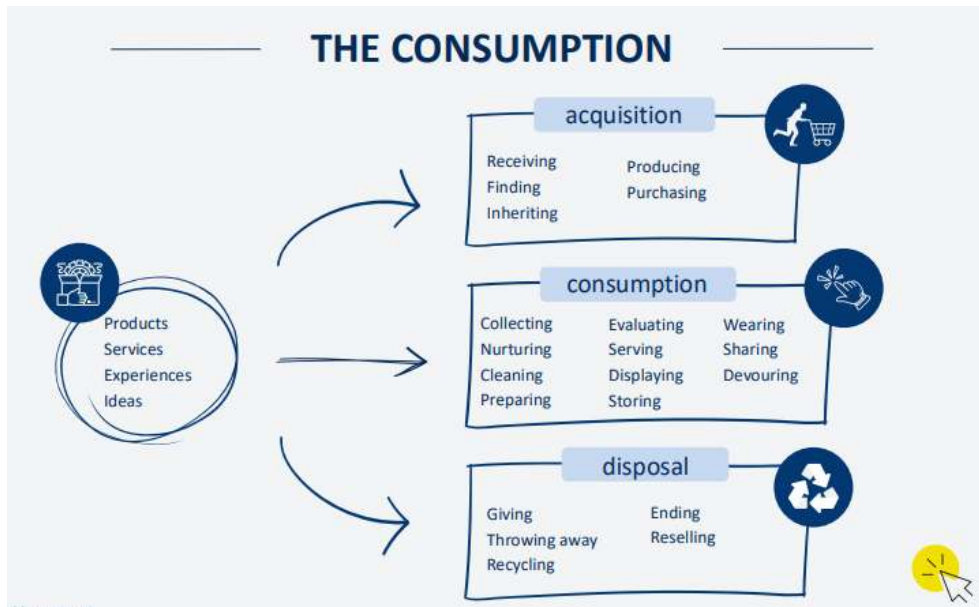 THE CONSUMPTION
Products
Services
Experiences
Ideas
acquisition
Receiving
Finding
Inheriting
Producing
Purchasing
consumption
Collecting
Nurturing
Cleaning
Preparing
Evaluating
Serving
Displaying
Storing
Wearing
Sharing
Devouring
disposal
Giving
Throwing away
Recycling
Ending
Reselling